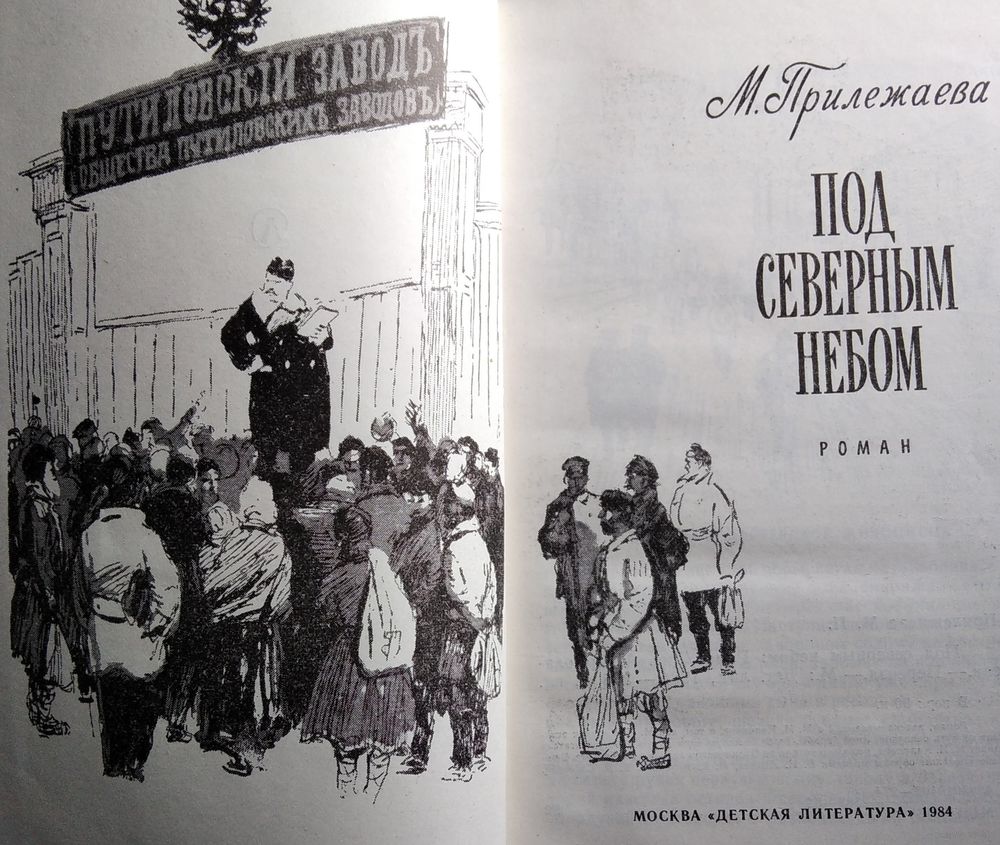 ПУТИЛОВСКIЙ ЗАВОДЪ
ОБЩЕСТВА ПУТИЛОВСКИХЪ ЗАВОДОВЪ
М. Прилежаева
ПОД
СЕВЕРНЫМ
НЕБОМ
РОМАН
МОСКВА «ДЕТСКАЯ ЛИТЕРАТУРА» 1984